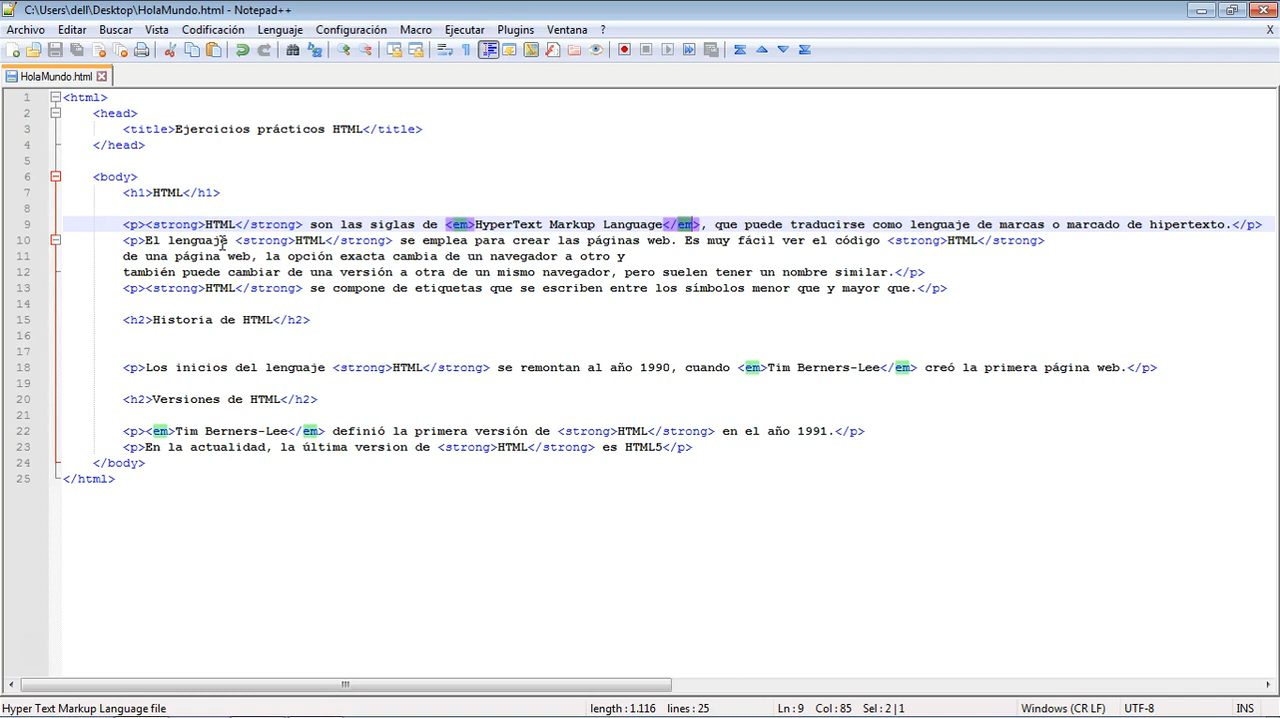 C:\Users\dell\Desktop\HolaMundo.html - Notepad++
Archivo Editar Buscar Vista Codificación Lenguaje Configuración Macro Ejecutar Plugins Ventana ? X
HolaMundo.html
1 <html>
2 <head>
3 <title>Ejercicios prácticos HTML</title>
4 </head>
5
6 <body>
7 <h1>HTML</h1>
8
9 <p><strong>HTML</strong> son las siglas de <em>HyperText Markup Language</em>, que puede traducirse como lenguaje de marcas o marcado de hipertexto.</p>
10 <p>El lenguaje <strong>HTML</strong> se emplea para crear las páginas web. Es muy fácil ver el código <strong>HTML</strong>
11 de una página web, la opción exacta cambia de un navegador a otro y
12 también puede cambiar de una versión a otra de un mismo navegador, pero suelen tener un nombre similar.</p>
13 <p><strong>HTML</strong> se compone de etiquetas que se escriben entre los símbolos menor que y mayor que.</p>
14
15 <h2>Historia de HTML</h2>
16
17
18 <p>Los inicios del lenguaje <strong>HTML</strong> se remontan al año 1990, cuando <em>Tim Berners-Lee</em> creó la primera página web.</p>
19
20 <h2>Versiones de HTML</h2>
21
22 <p><em>Tim Berners-Lee</em> definió la primera versión de <strong>HTML</strong> en el año 1991.</p>
23 <p>En la actualidad, la última version de <strong>HTML</strong> es HTML5</p>
24 </body>
25 </html>
Hyper Text Markup Language file length : 1.116 lines : 25 Ln : 9 Col : 85 Sel : 2 | 1 Windows (CR LF) UTF-8 INS